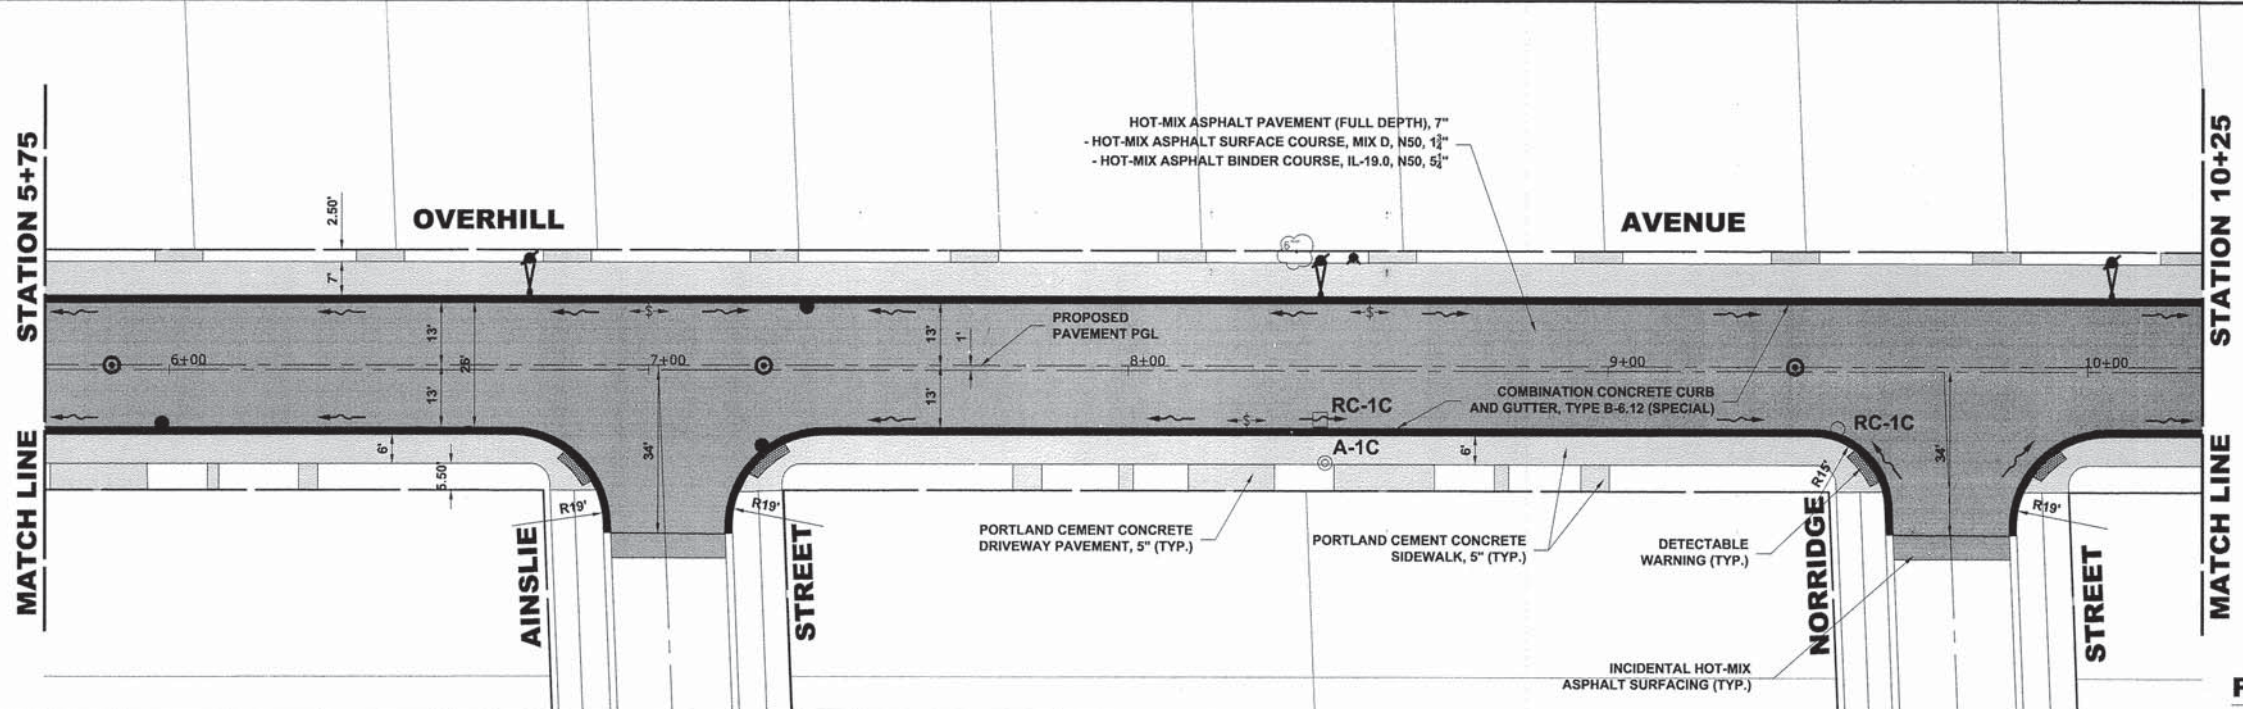 HOT-MIX ASPHALT PAVEMENT (FULL DEPTH), 7"
- HOT-MIX ASPHALT SURFACE COURSE, MIX D, N50, 1¾"
- HOT-MIX ASPHALT BINDER COURSE, IL-19.0, N50, 5¼"
MATCH LINE STATION 5+75
MATCH LINE STATION 10+25
2.50'
OVERHILL
AVENUE
6"
7'
PROPOSED
PAVEMENT PGL
13'
26'
13'
13'
13'
1'
6+00
7+00
8+00
9+00
10+00
COMBINATION CONCRETE CURB
AND GUTTER, TYPE B-6.12 (SPECIAL)
RC-1C
RC-1C
A-1C
6'
5.50'
34'
6'
34'
R19'
R19'
R15'
R19'
AINSLIE
STREET
PORTLAND CEMENT CONCRETE
DRIVEWAY PAVEMENT, 5" (TYP.)
PORTLAND CEMENT CONCRETE
SIDEWALK, 5" (TYP.)
DETECTABLE
WARNING (TYP.)
NORRIDGE
STREET
INCIDENTAL HOT-MIX
ASPHALT SURFACING (TYP.)